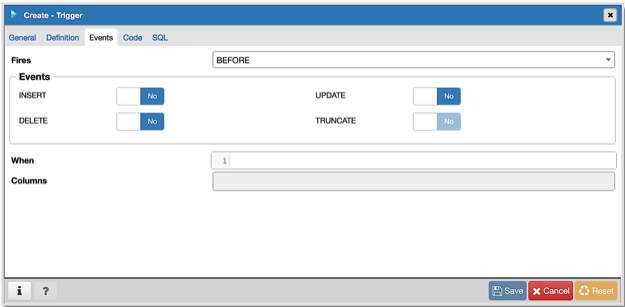 Create - Trigger
General Definition Events Code SQL
Fires BEFORE
Events
INSERT No UPDATE No
DELETE No TRUNCATE No
When 1
Columns
i ? Save Cancel Reset